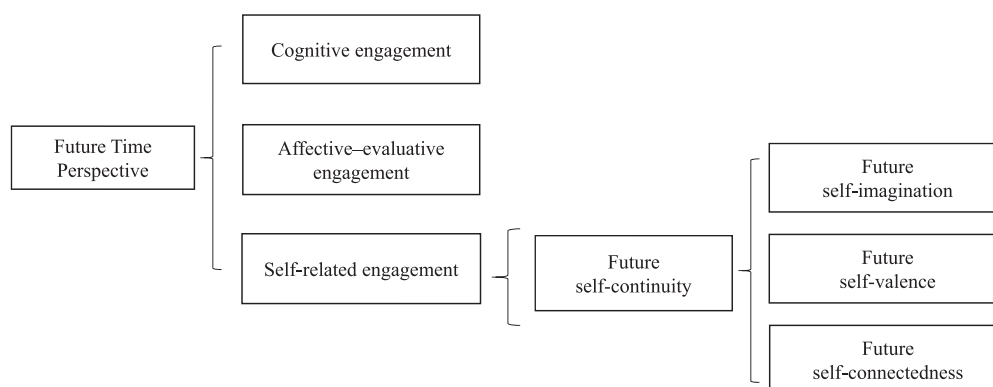 Cognitive engagement
Future Time
Perspective
Affective–evaluative
engagement
Self-related engagement
Future
self-continuity
Future
self-imagination
Future
self-valence
Future
self-connectedness